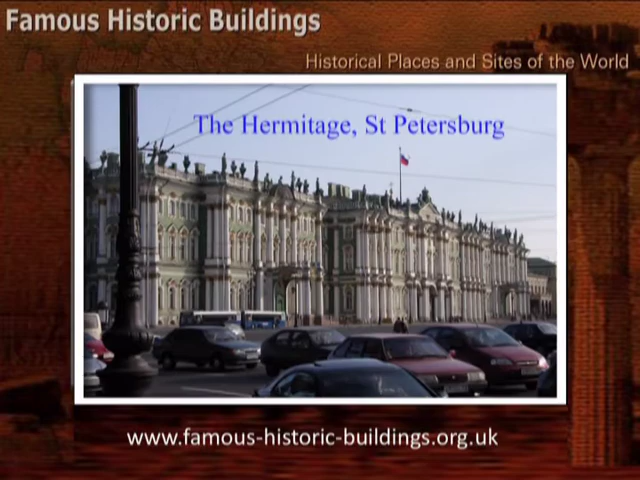 Famous Historic Buildings
Historical Places and Sites of the World
The Hermitage, St Petersburg
www.famous-historic-buildings.org.uk